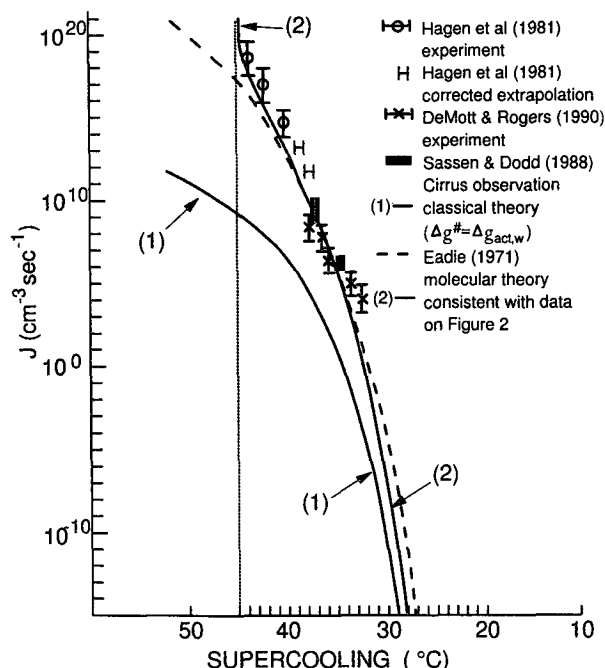 10^20
10^10
10^0
10^-10
J (cm^-3 sec^-1)
50
40
30
20
10
SUPERCOOLING ( °C)
(2)
(1)
(1)
(2)
Hagen et al (1981)
experiment
Hagen et al (1981)
corrected extrapolation
DeMott & Rogers (1990)
experiment
Sassen & Dodd (1988)
Cirrus observation
(1) classical theory
(Δg#=Δgact,w)
Eadie (1971)
molecular theory
(2) consistent with data
on Figure 2